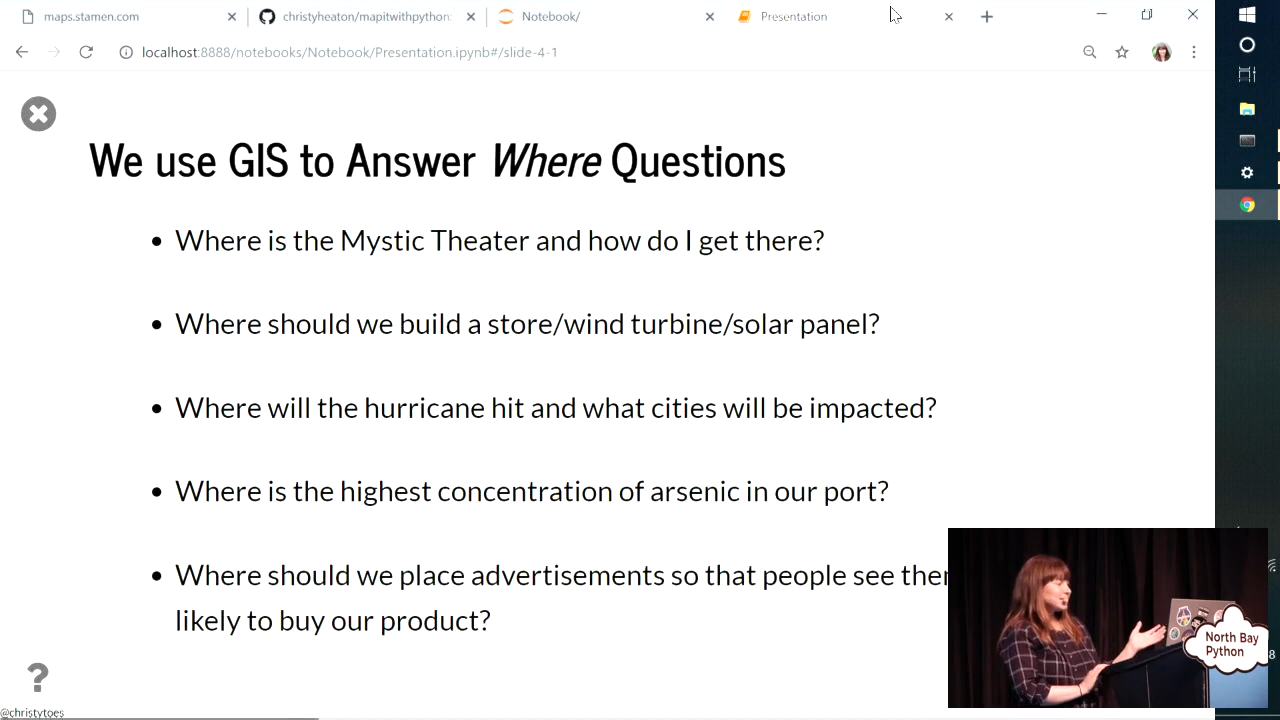 maps.stamen.com
christyheaton/mapitwithpython:
Notebook/
Presentation
localhost:8888/notebooks/Notebook/Presentation.ipynb#/slide-4-1
We use GIS to Answer Where Questions
Where is the Mystic Theater and how do I get there?
Where should we build a store/wind turbine/solar panel?
Where will the hurricane hit and what cities will be impacted?
Where is the highest concentration of arsenic in our port?
Where should we place advertisements so that people see
likely to buy our product?
North Bay
Python
@christytoes